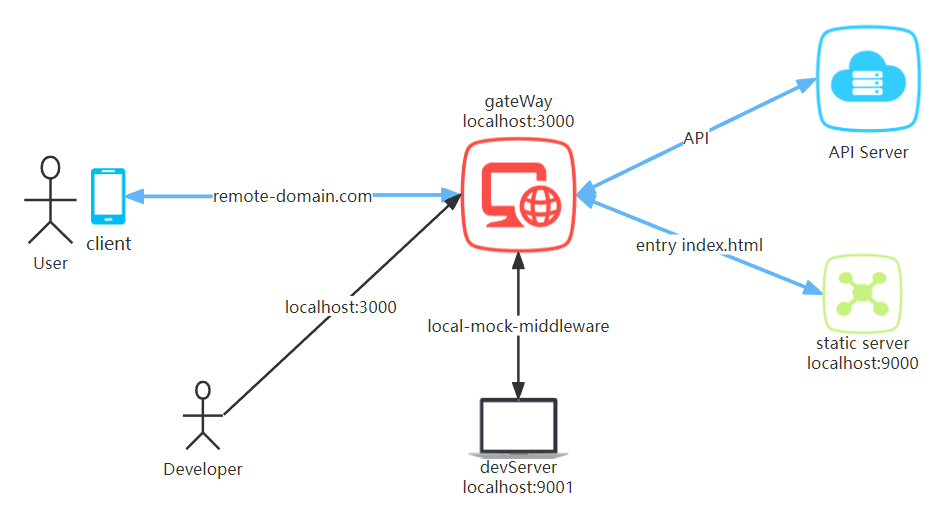 gateWay
localhost:3000
API
API Server
remote-domain.com
client
User
entry index.html
localhost:3000
local-mock-middleware
static server
localhost:9000
Developer
devServer
localhost:9001